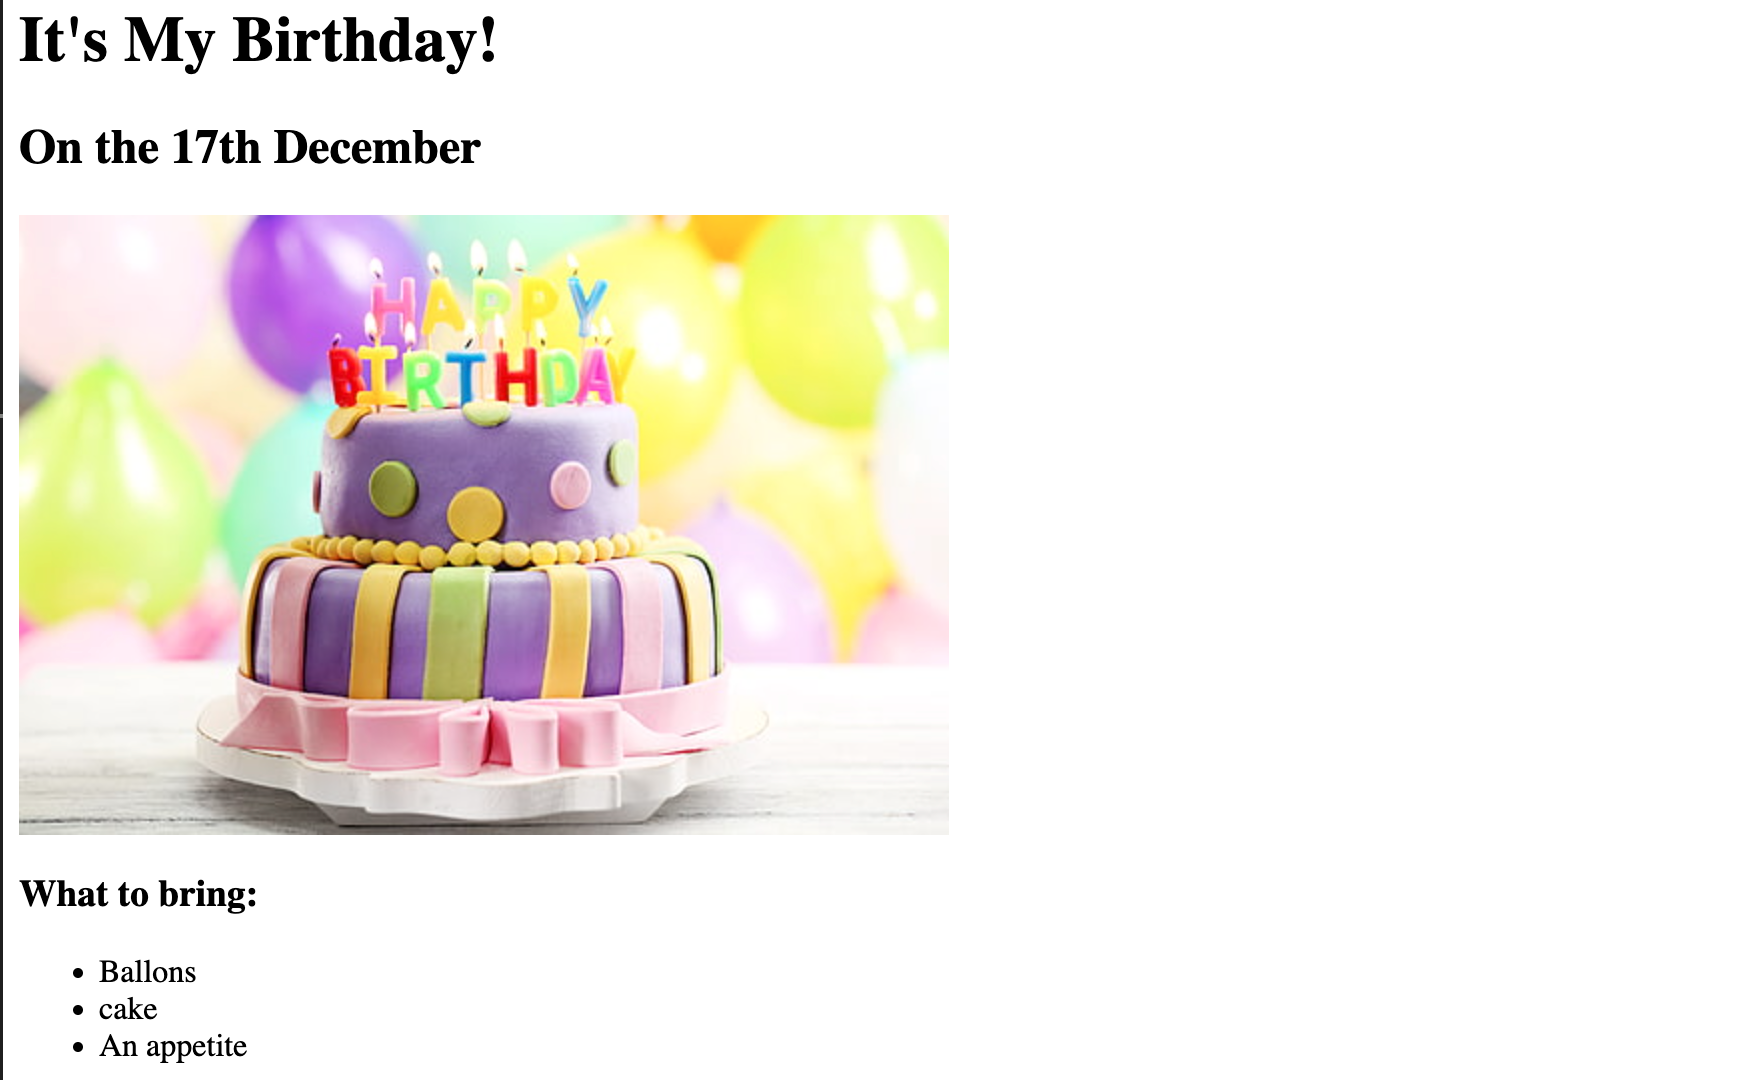 It's My Birthday!
On the 17th December
HAPPY
BIRTHDAY
What to bring:
Ballons
cake
An appetite